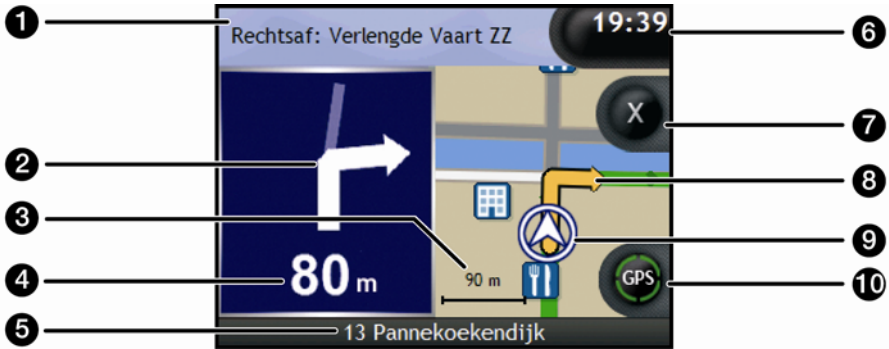 1
Rechtsaf: Verlengde Vaart ZZ
19:39
6
X
7
2
8
3
9
90 m
4
80 m
GPS
10
5
13 Pannekoekendijk